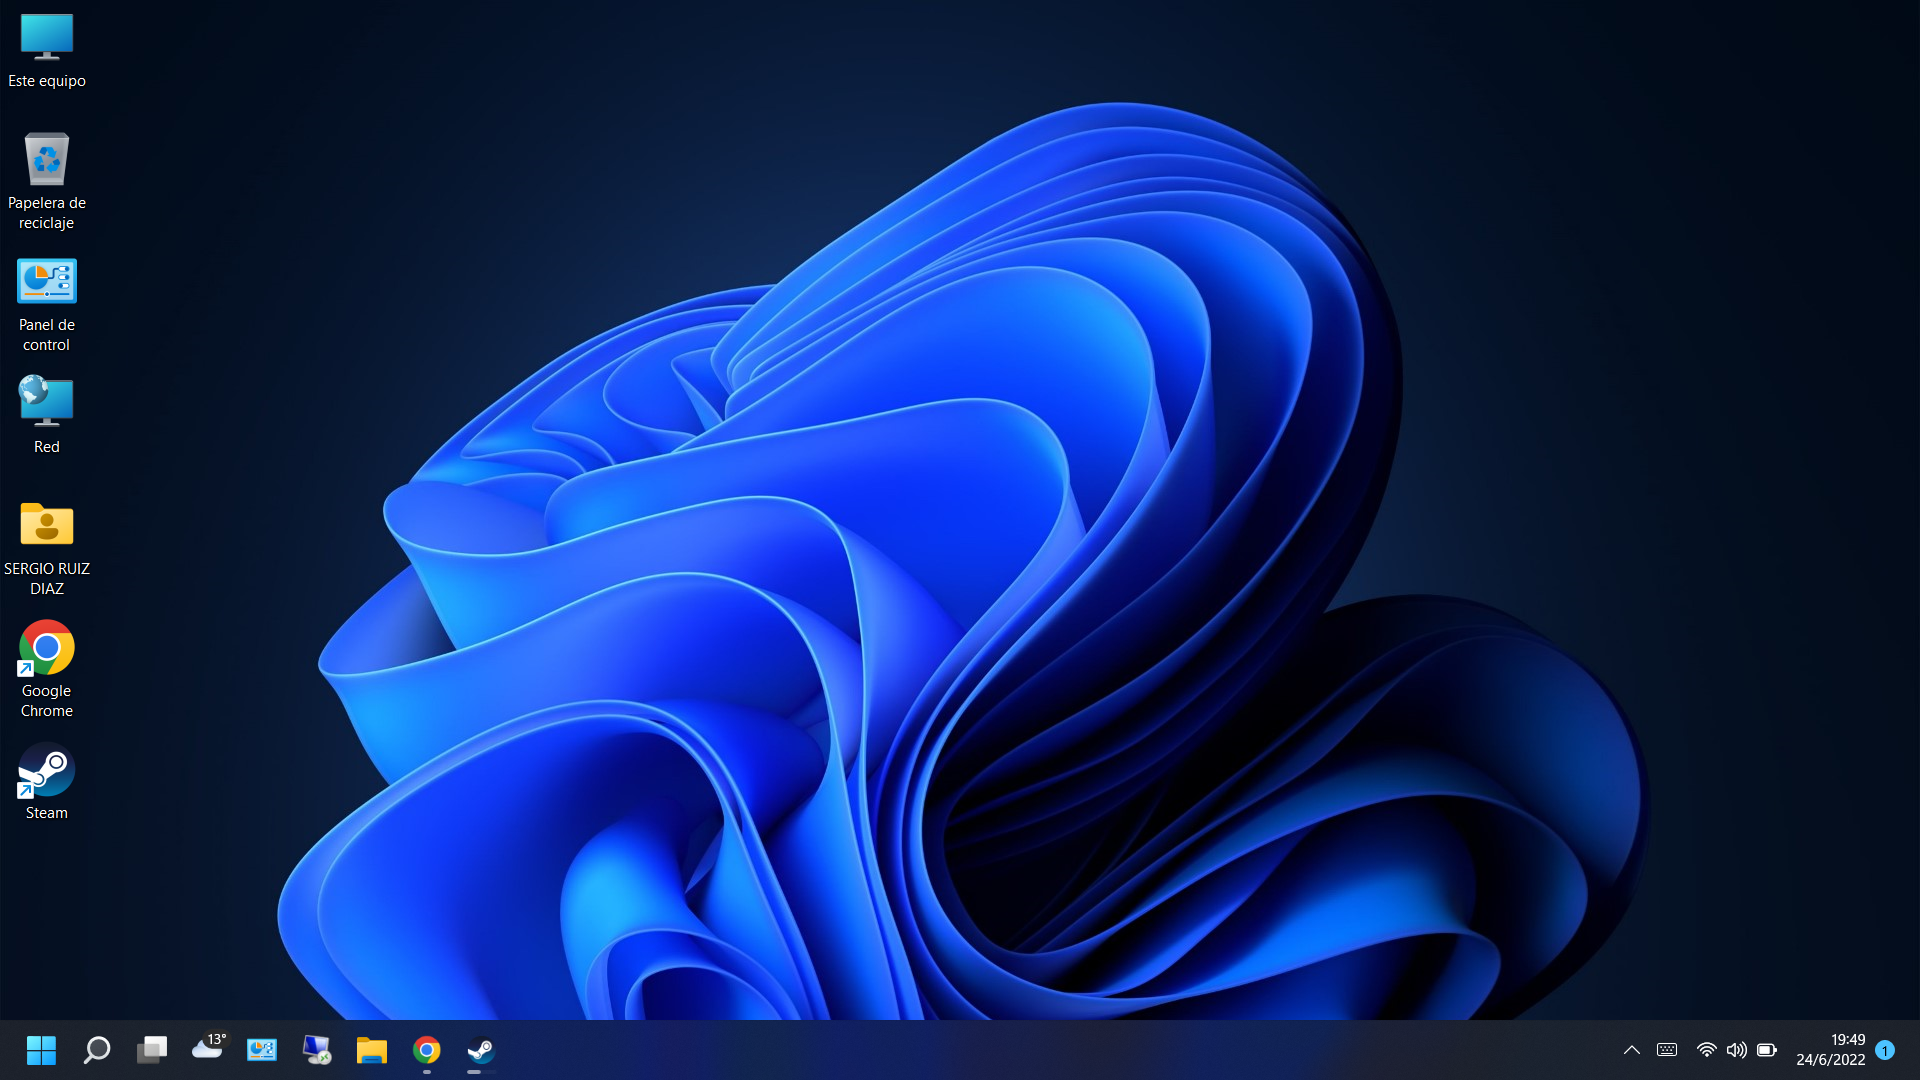 Este equipo
Papelera de
reciclaje
Panel de
control
Red
SERGIO RUIZ
DIAZ
Google
Chrome
Steam
13°
19:49
24/6/2022
1